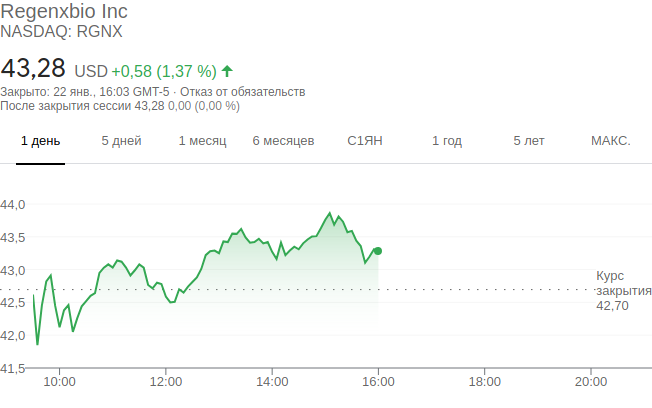 Regenxbio Inc
NASDAQ: RGNX
43,28 USD +0,58 (1,37 %)
Закрыто: 22 янв., 16:03 GMT-5 · Отказ от обязательств
После закрытия сессии 43,28 0,00 (0,00 %)
1 день 5 дней 1 месяц 6 месяцев С1ЯН 1 год 5 лет МАКС.
44,0
43,5
43,0
Курс
закрытия
42,70
42,5
42,0
41,5
10:00 12:00 14:00 16:00 18:00 20:00